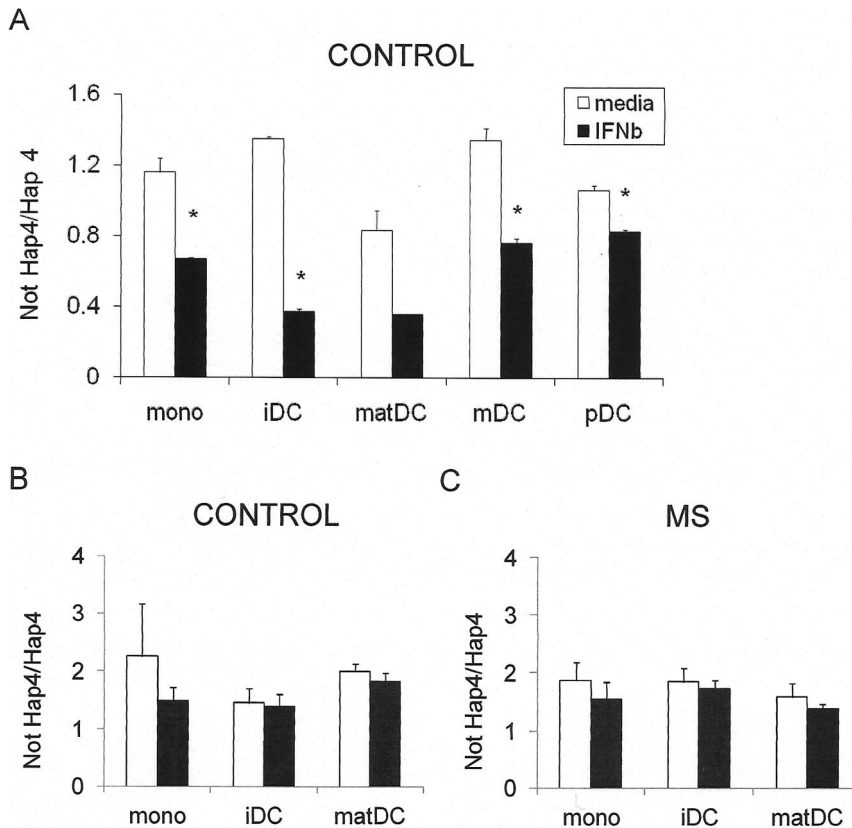 A
CONTROL
Not Hap4/Hap 4
1.6
1.2
0.8
0.4
0
media
IFNb
*
*
*
*
mono iDC matDC mDC pDC
B
CONTROL
Not Hap4/Hap4
4
3
2
1
0
mono iDC matDC
C
MS
Not Hap4/Hap4
4
3
2
1
0
mono iDC matDC